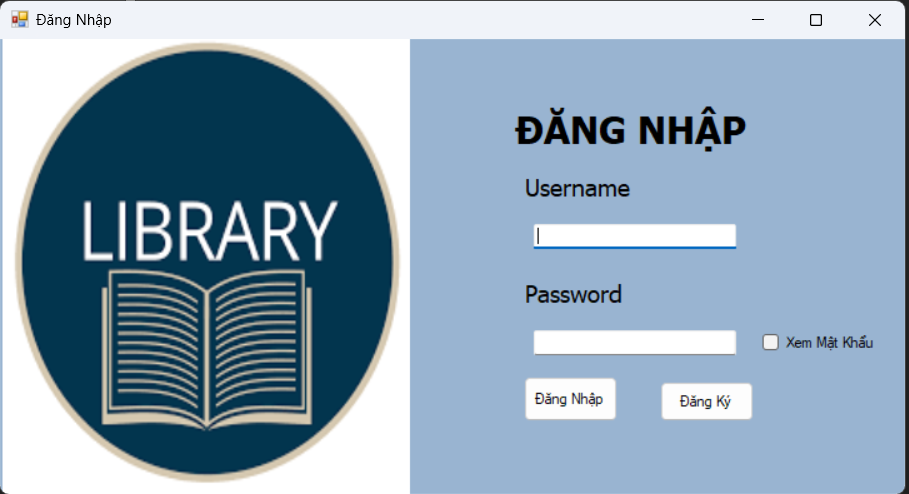 Đăng Nhập
LIBRARY
ĐĂNG NHẬP
Username
Password
Xem Mật Khẩu
Đăng Nhập
Đăng Ký